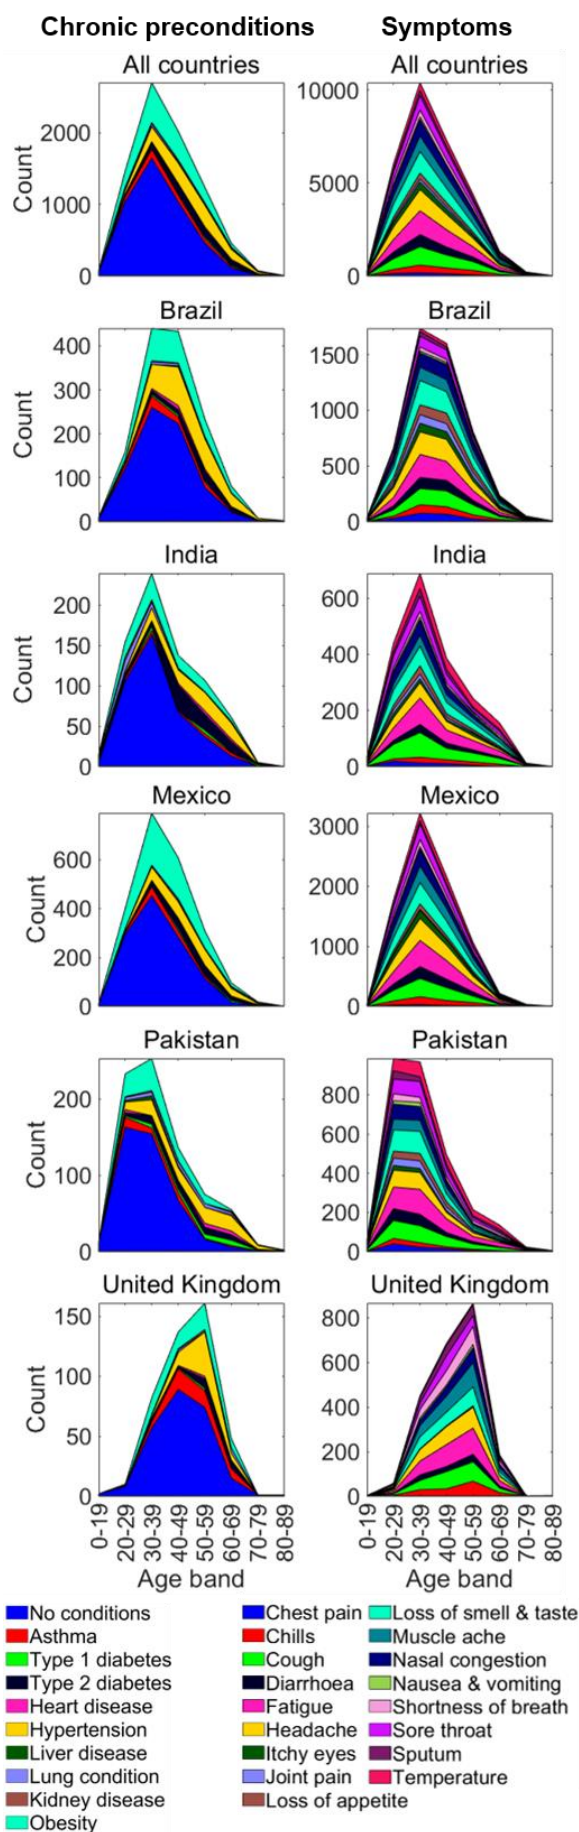 Chronic preconditions Symptoms
All countries All countries
2000
1000
0
Count
10000
5000
0
Brazil Brazil
400
300
200
100
0
Count
1500
1000
500
0
India India
200
150
100
50
0
Count
600
400
200
0
Mexico Mexico
600
400
200
0
Count
3000
2000
1000
0
Pakistan Pakistan
200
100
0
Count
800
600
400
200
0
United Kingdom United Kingdom
150
100
50
0
Count
800
600
400
200
0
0-19 20-29 30-39 40-49 50-59 60-69 70-79 80-89
0-19 20-29 30-39 40-49 50-59 60-69 70-79 80-89
Age band Age band
No conditions
Asthma
Type 1 diabetes
Type 2 diabetes
Heart disease
Hypertension
Liver disease
Lung condition
Kidney disease
Obesity
Chest pain
Chills
Cough
Diarrhoea
Fatigue
Headache
Itchy eyes
Joint pain
Loss of appetite
Loss of smell & taste
Muscle ache
Nasal congestion
Nausea & vomiting
Shortness of breath
Sore throat
Sputum
Temperature